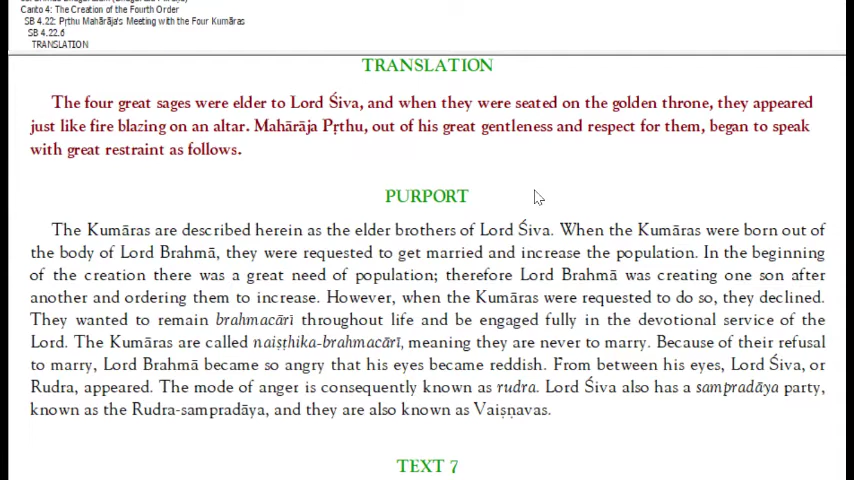 Canto 4: The Creation of the Fourth Order
SB 4.22: Pṛthu Mahārāja's Meeting with the Four Kumāras
SB 4.22.6
TRANSLATION
TRANSLATION
The four great sages were elder to Lord Śiva, and when they were seated on the golden throne, they appeared
just like fire blazing on an altar. Mahārāja Pṛthu, out of his great gentleness and respect for them, began to speak
with great restraint as follows.
PURPORT
The Kumāras are described herein as the elder brothers of Lord Śiva. When the Kumāras were born out of
the body of Lord Brahmā, they were requested to get married and increase the population. In the beginning
of the creation there was a great need of population; therefore Lord Brahmā was creating one son after
another and ordering them to increase. However, when the Kumāras were requested to do so, they declined.
They wanted to remain brahmacārī throughout life and be engaged fully in the devotional service of the
Lord. The Kumāras are called naiṣṭhika-brahmacārī, meaning they are never to marry. Because of their refusal
to marry, Lord Brahmā became so angry that his eyes became reddish. From between his eyes, Lord Śiva, or
Rudra, appeared. The mode of anger is consequently known as rudra. Lord Śiva also has a sampradāya party,
known as the Rudra-sampradāya, and they are also known as Vaiṣṇavas.
TEXT 7